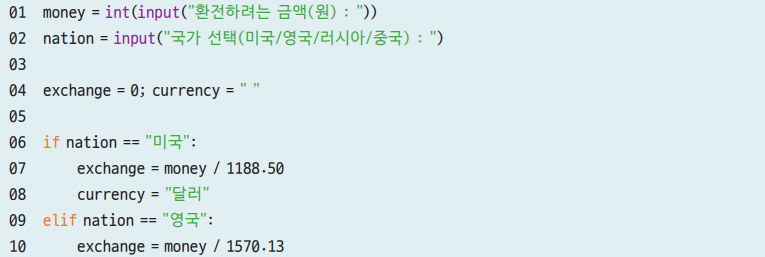 01 money = int(input("환전하려는 금액(원) : "))
02 nation = input("국가 선택(미국/영국/러시아/중국) : ")
03
04 exchange = 0; currency = " "
05
06 if nation == "미국":
07     exchange = money / 1188.50
08     currency = "달러"
09 elif nation == "영국":
10     exchange = money / 1570.13